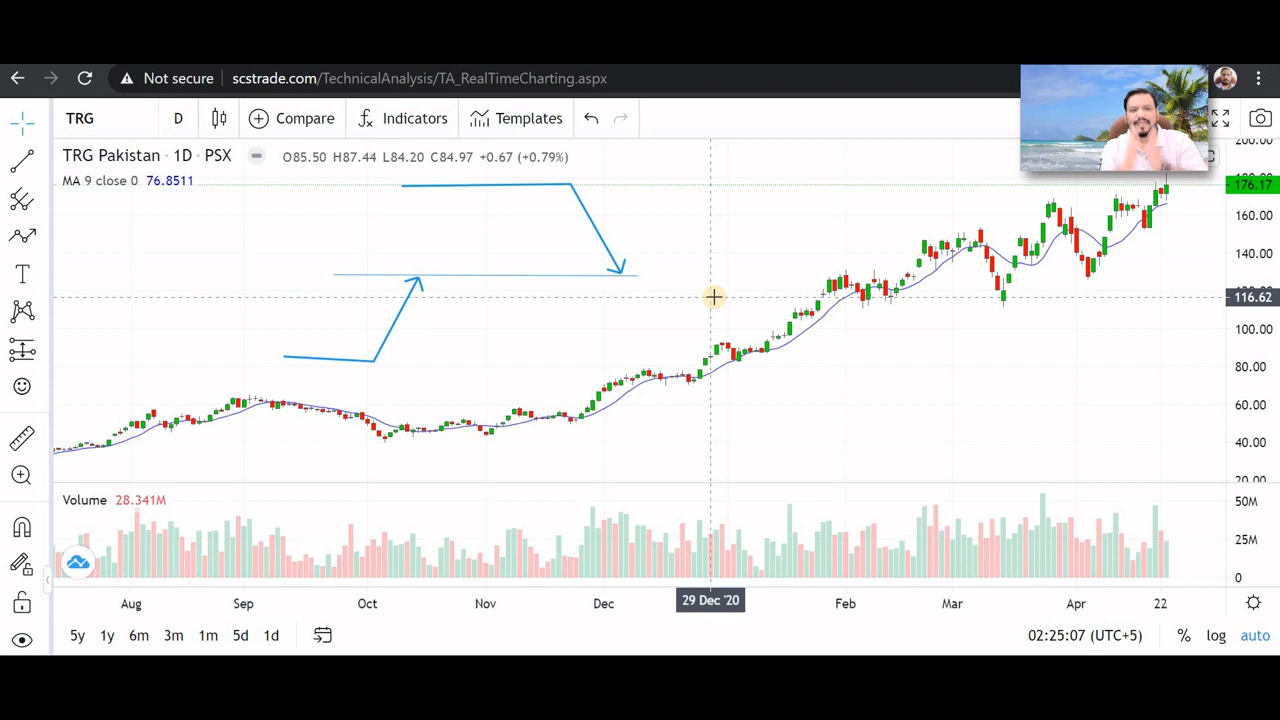 Not secure scstrade.com/TechnicalAnalysis/TA_RealTimeCharting.aspx
TRG D Compare Indicators Templates
TRG Pakistan · 1D · PSX O85.50 H87.44 L84.20 C84.97 +0.67 (+0.79%)
MA 9 close 0 76.8511
200.00
176.17
160.00
140.00
116.62
100.00
80.00
60.00
40.00
20.00
Volume 28.341M
50M
25M
0
Aug Sep Oct Nov Dec 29 Dec '20 Feb Mar Apr 22
5y 1y 6m 3m 1m 5d 1d 02:25:07 (UTC+5) % log auto